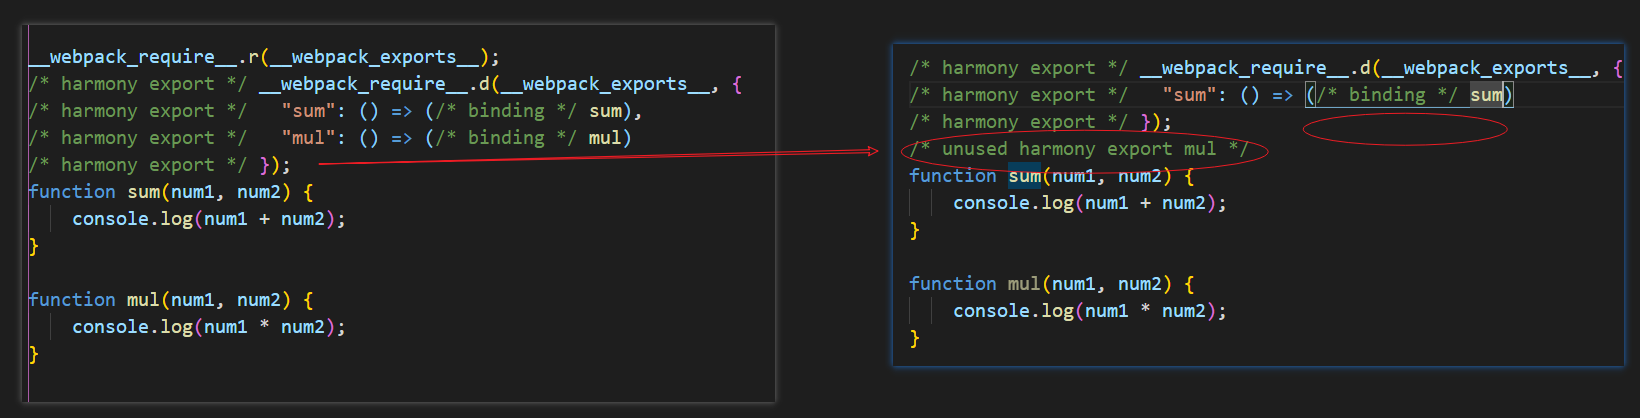 __webpack_require__.r(__webpack_exports__);
/* harmony export */ __webpack_require__.d(__webpack_exports__, {
/* harmony export */   "sum": () => (/* binding */ sum),
/* harmony export */   "mul": () => (/* binding */ mul)
/* harmony export */ });
function sum(num1, num2) {
    console.log(num1 + num2);
}
function mul(num1, num2) {
    console.log(num1 * num2);
}
/* harmony export */ __webpack_require__.d(__webpack_exports__, {
/* harmony export */   "sum": () => (/* binding */ sum)
/* harmony export */ });
/* unused harmony export mul */
function sum(num1, num2) {
    console.log(num1 + num2);
}
function mul(num1, num2) {
    console.log(num1 * num2);
}